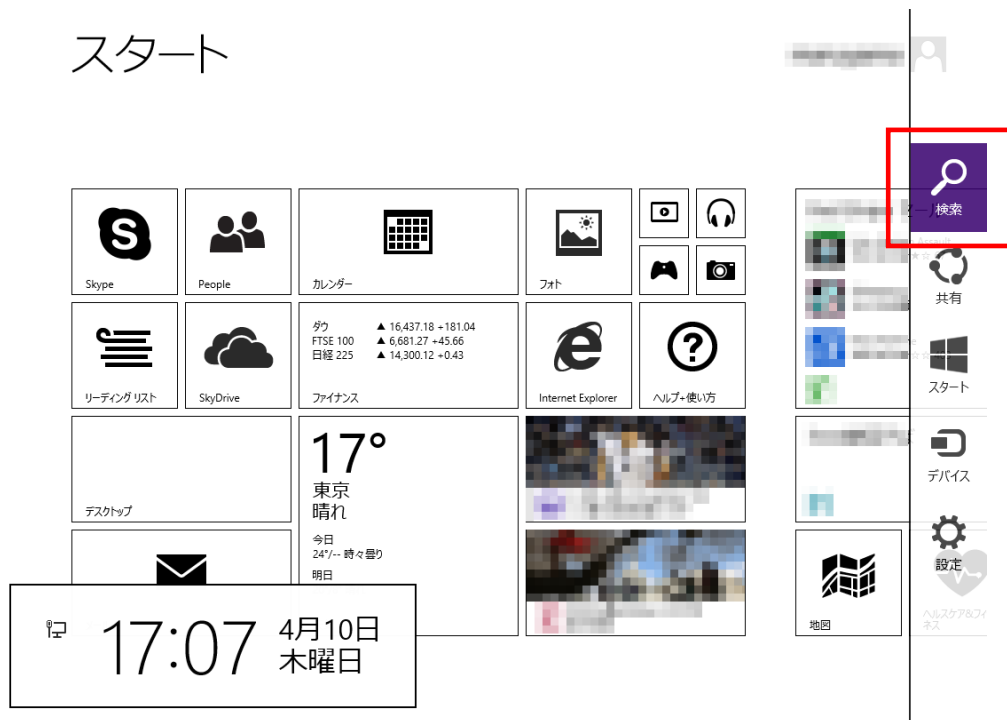 スタート
検索
共有
スタート
デバイス
設定
Skype
People
カレンダー
フォト
リーディング リスト
SkyDrive
ダウ ▲ 16,437.18 +181.04
FTSE 100 ▲ 6,681.27 +45.66
日経 225 ▲ 14,300.12 +0.43
ファイナンス
Internet Explorer
ヘルプ+使い方
デスクトップ
17°
東京
晴れ
今日
24°/-- 時々曇り
明日
地図
ヘルスケア&フィ
ネス
17:07
4月10日
木曜日